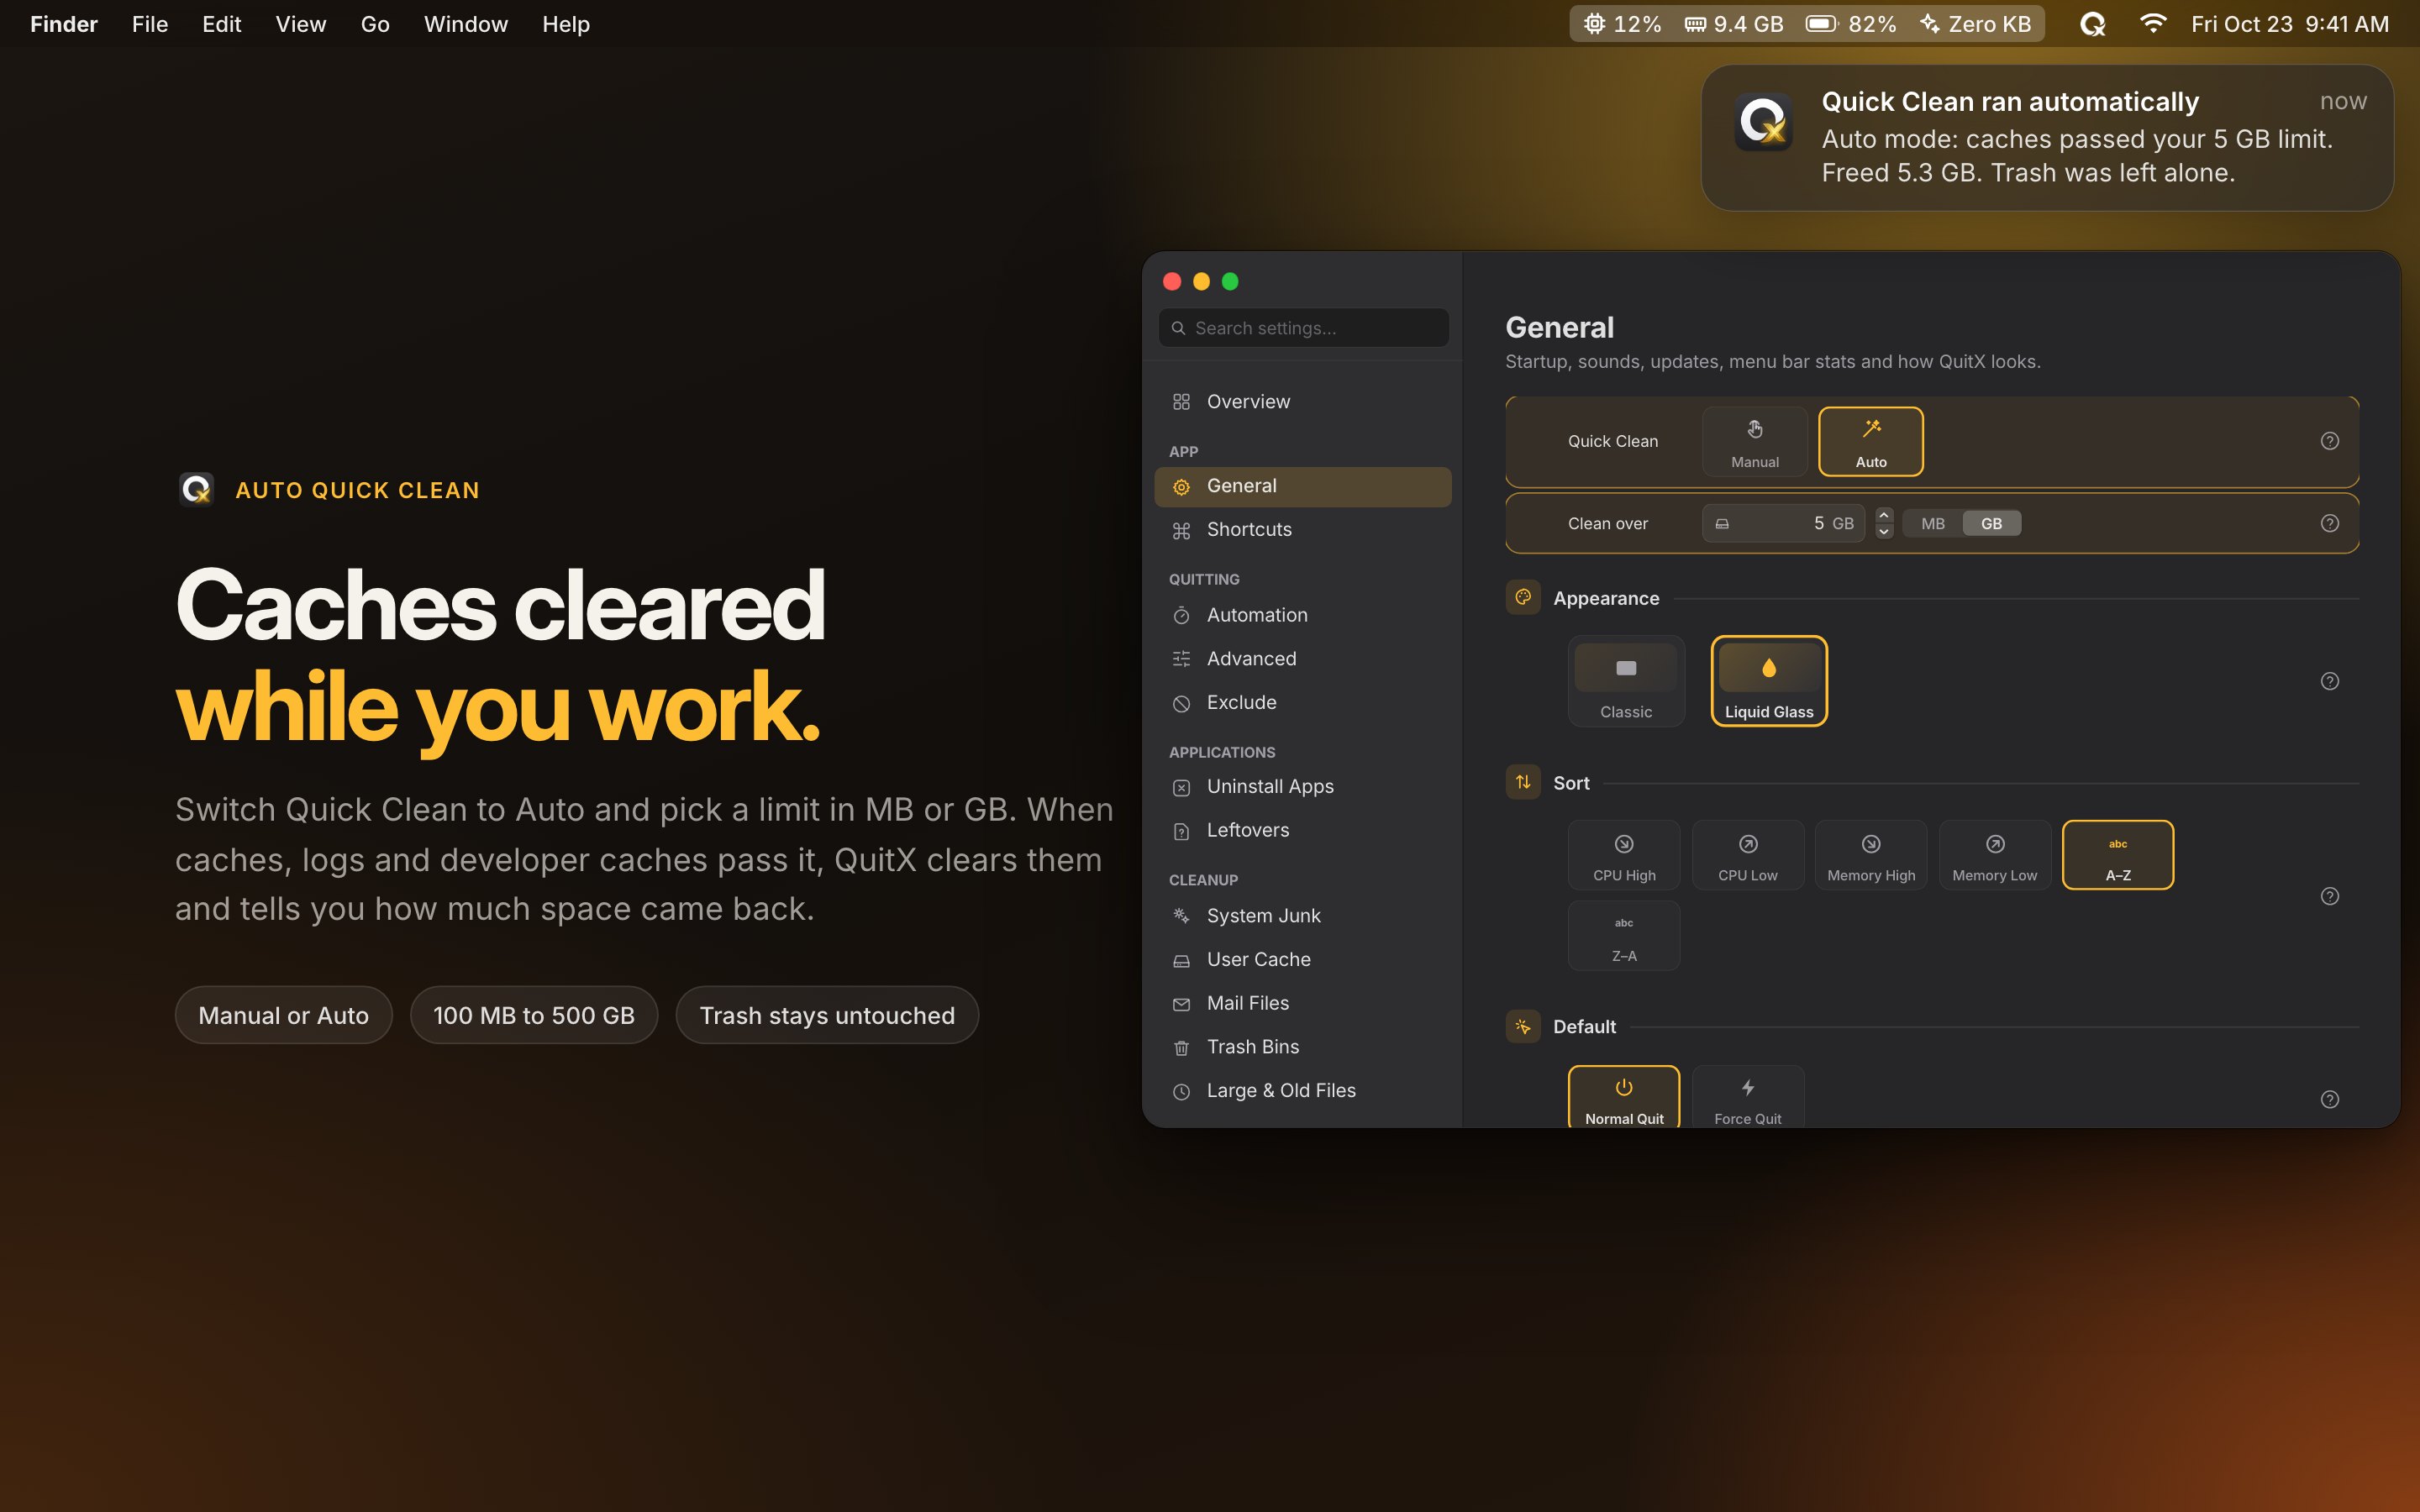 Finder File Edit View Go Window Help
12% 9.4 GB 82% Zero KB Fri Oct 23 9:41 AM
Quick Clean ran automatically now
Auto mode: caches passed your 5 GB limit.
Freed 5.3 GB. Trash was left alone.
AUTO QUICK CLEAN
Caches cleared
while you work.
Switch Quick Clean to Auto and pick a limit in MB or GB. When
caches, logs and developer caches pass it, QuitX clears them
and tells you how much space came back.
Manual or Auto
100 MB to 500 GB
Trash stays untouched
Search settings...
Overview
APP
General
Shortcuts
QUITTING
Automation
Advanced
Exclude
APPLICATIONS
Uninstall Apps
Leftovers
CLEANUP
System Junk
User Cache
Mail Files
Trash Bins
Large & Old Files
General
Startup, sounds, updates, menu bar stats and how QuitX looks.
Quick Clean
Manual
Auto
Clean over
5 GB
MB
GB
Appearance
Classic
Liquid Glass
Sort
CPU High
CPU Low
Memory High
Memory Low
abc
A–Z
abc
Z–A
Default
Normal Quit
Force Quit